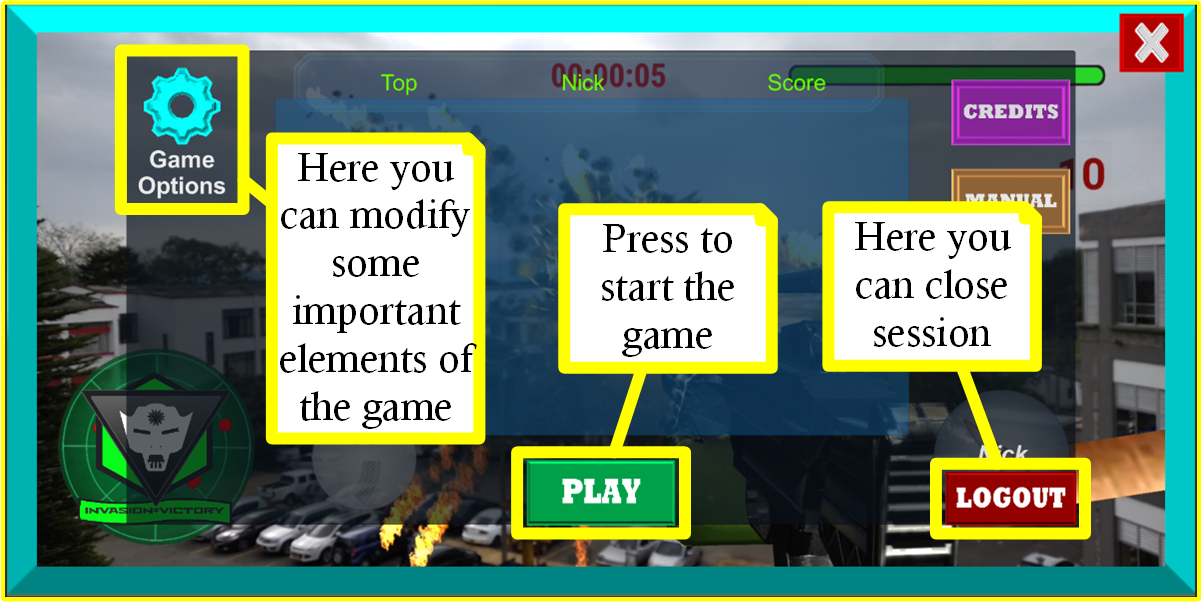 00:00:05
Top Nick Score
CREDITS
Game
Options
10
MANUAL
Here you
can modify
some
important
elements of
the game
Press to
start the
game
Here you
can close
session
Nick
INVASION VICTORY
PLAY
LOGOUT